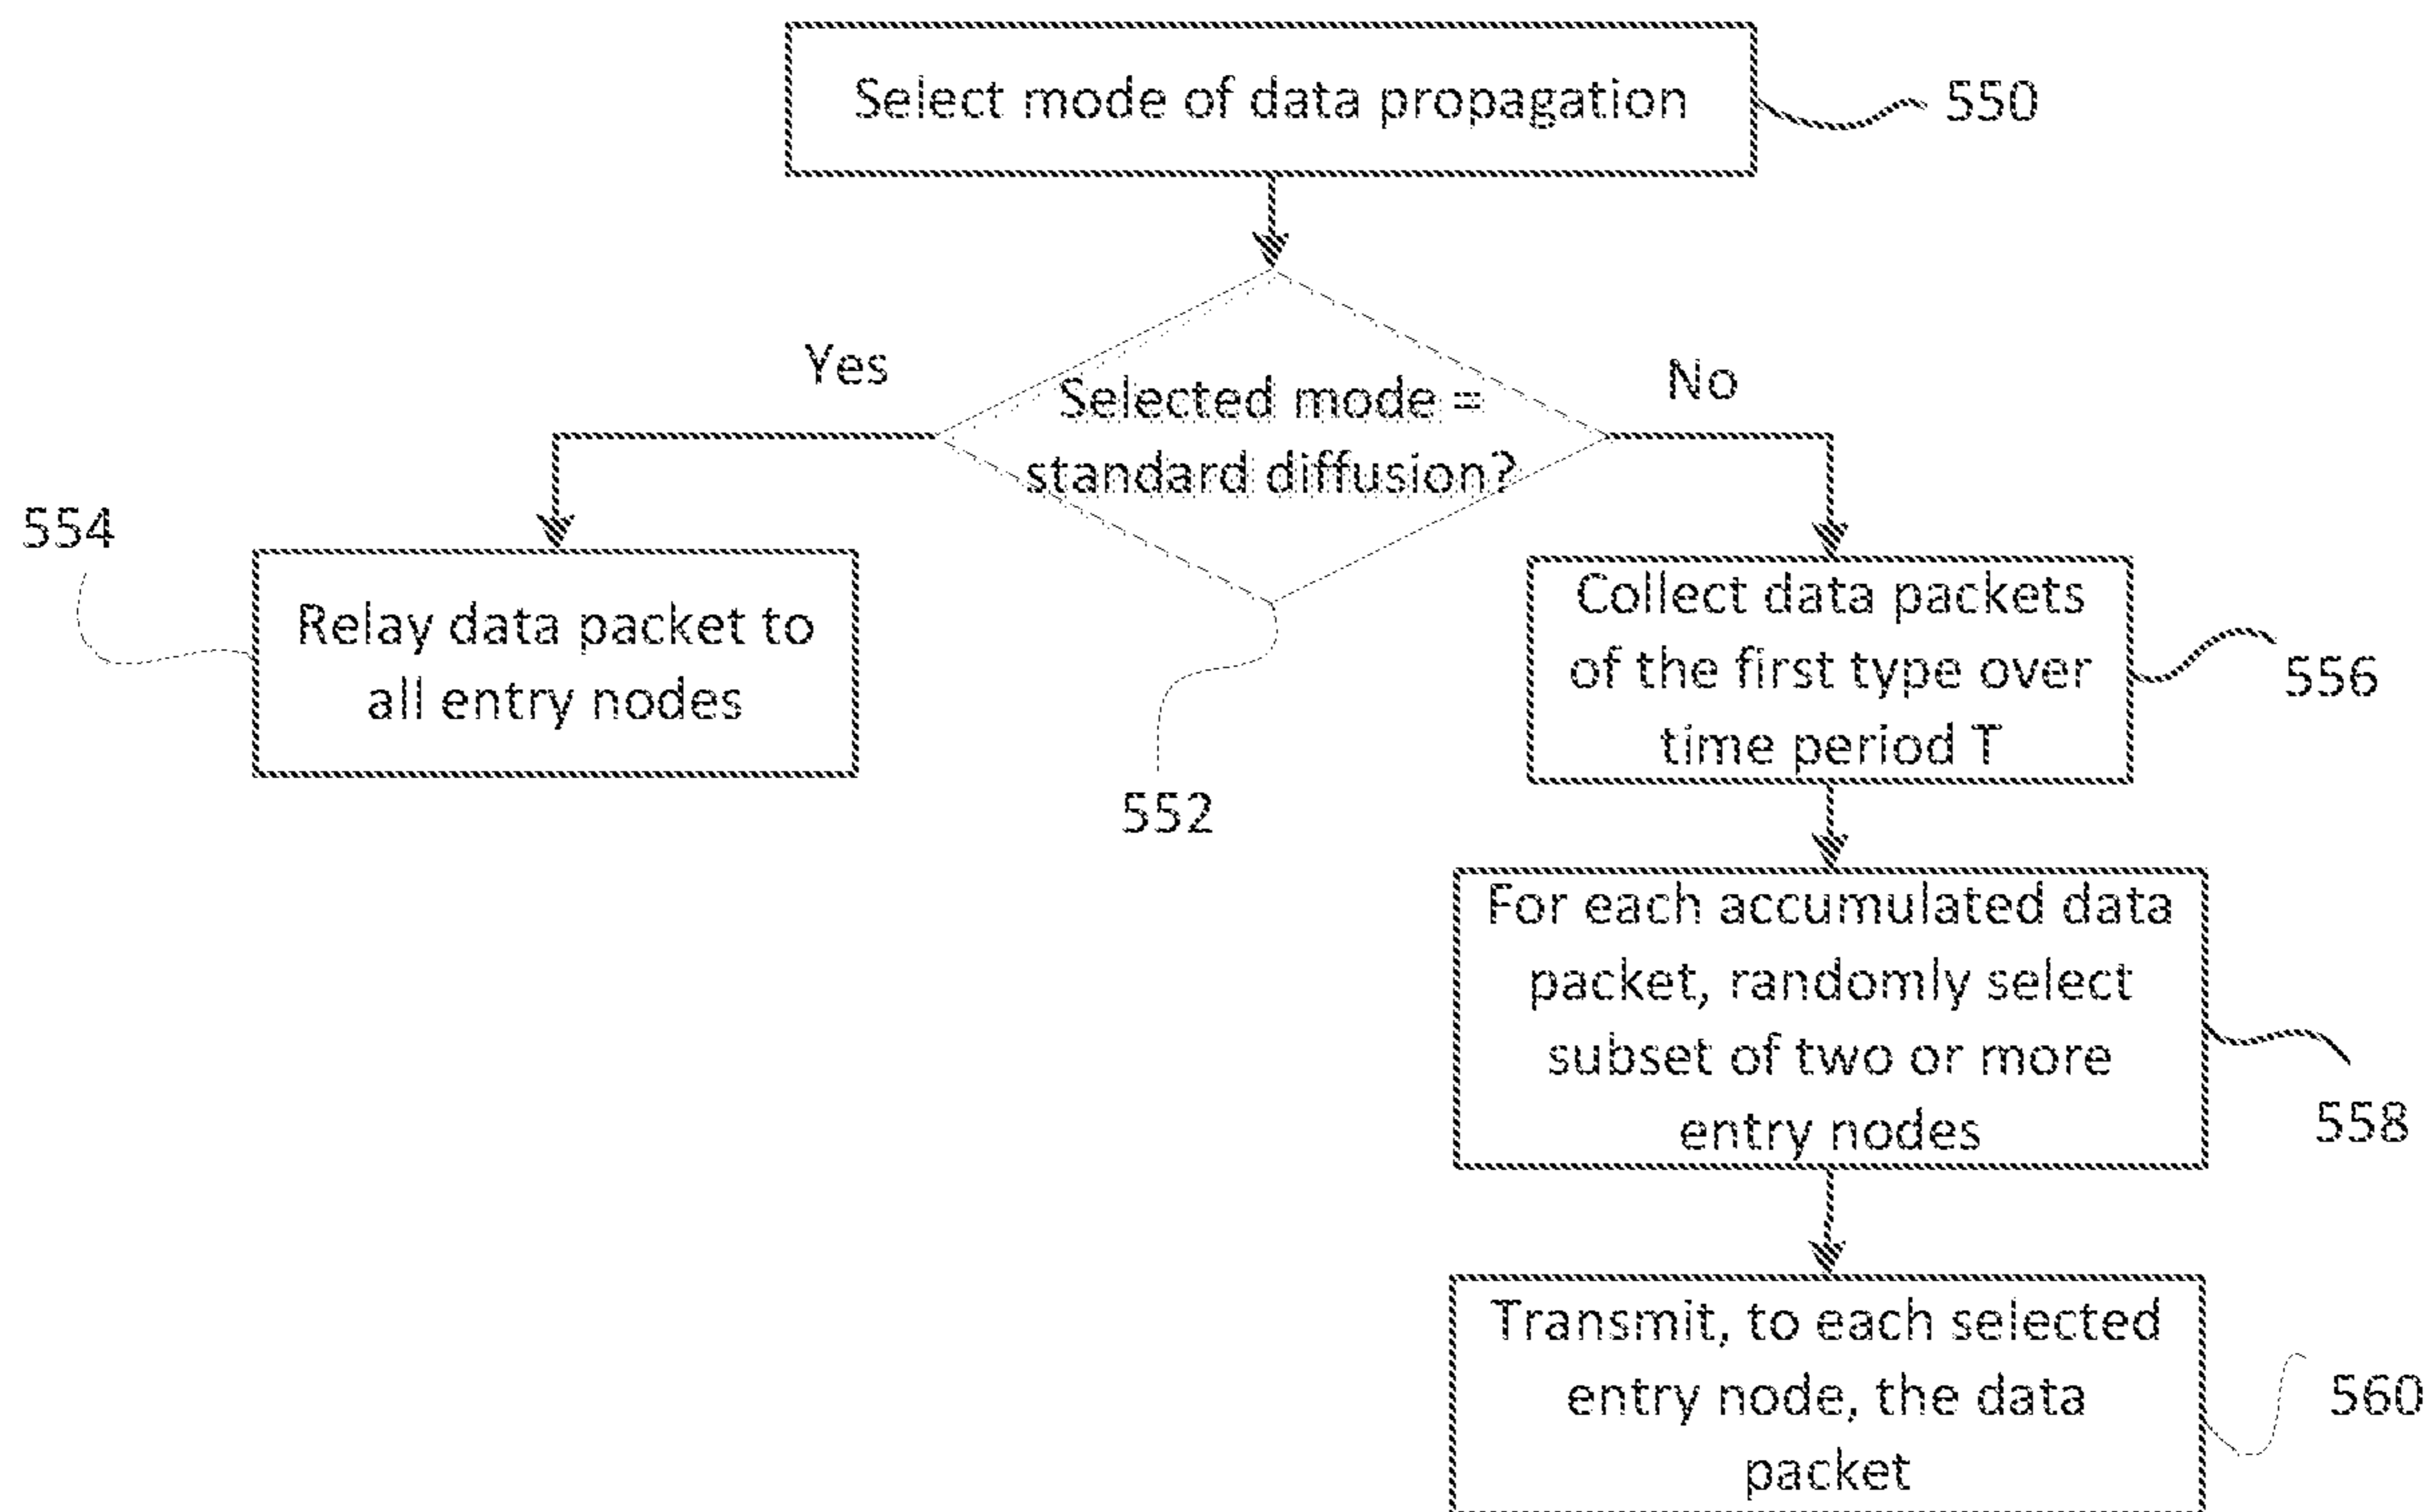 Select mode of data propagation
550
Yes
No
Selected mode =
standard diffusion?
554
Relay data packet to
all entry nodes
552
Collect data packets
of the first type over
time period T
556
For each accumulated data
packet, randomly select
subset of two or more
entry nodes
558
Transmit, to each selected
entry node, the data
packet
560